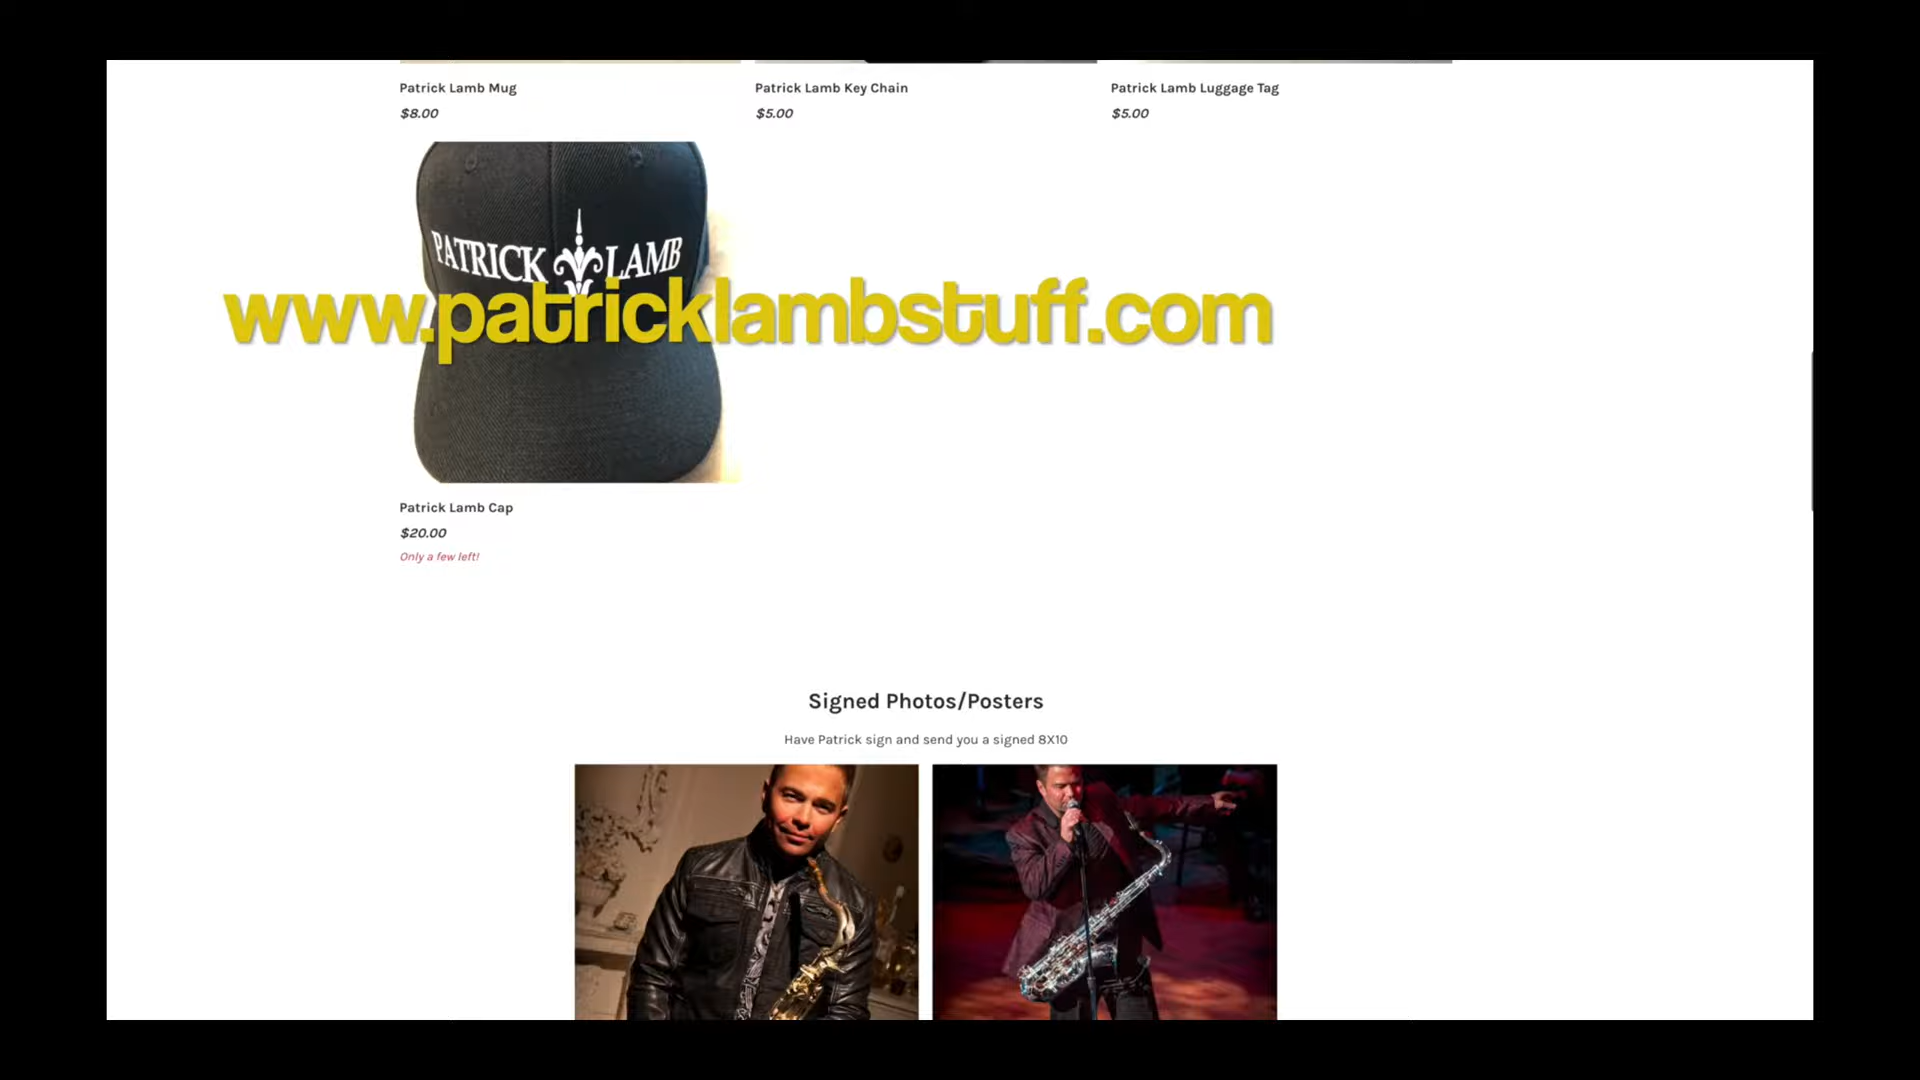 Patrick Lamb Mug
$8.00
Patrick Lamb Key Chain
$5.00
Patrick Lamb Luggage Tag
$5.00
PATRICK LAMB
www.patricklambstuff.com
Patrick Lamb Cap
$20.00
Only a few left!
Signed Photos/Posters
Have Patrick sign and send you a signed 8X10